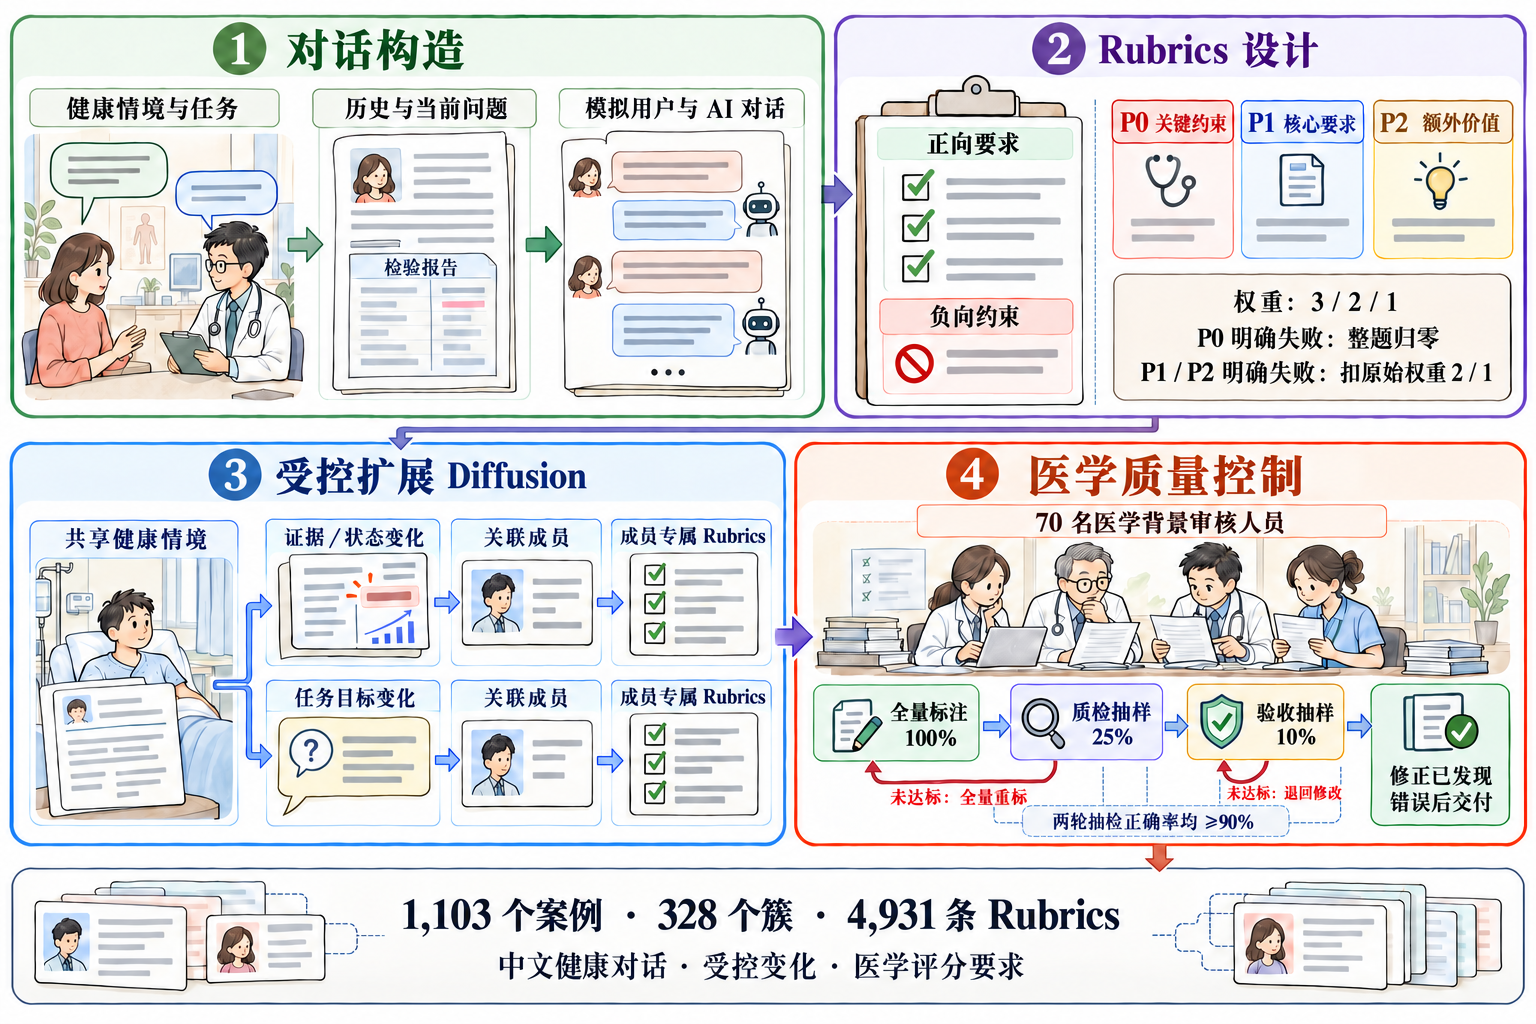 1 对话构造
健康情境与任务
历史与当前问题
检验报告
模拟用户与 AI 对话
•••
2 Rubrics 设计
正向要求
负向约束
P0 关键约束
P1 核心要求
P2 额外价值
权重：3 / 2 / 1
P0 明确失败：整题归零
P1 / P2 明确失败：扣原始权重 2 / 1
3 受控扩展 Diffusion
共享健康情境
证据 / 状态变化
关联成员
成员专属 Rubrics
任务目标变化
?
关联成员
成员专属 Rubrics
4 医学质量控制
70 名医学背景审核人员
全量标注
100%
质检抽样
25%
验收抽样
10%
修正已发现
错误后交付
未达标：全量重标
未达标：退回修改
两轮抽检正确率均 ≥90%
1,103 个案例 · 328 个簇 · 4,931 条 Rubrics
中文健康对话 · 受控变化 · 医学评分要求